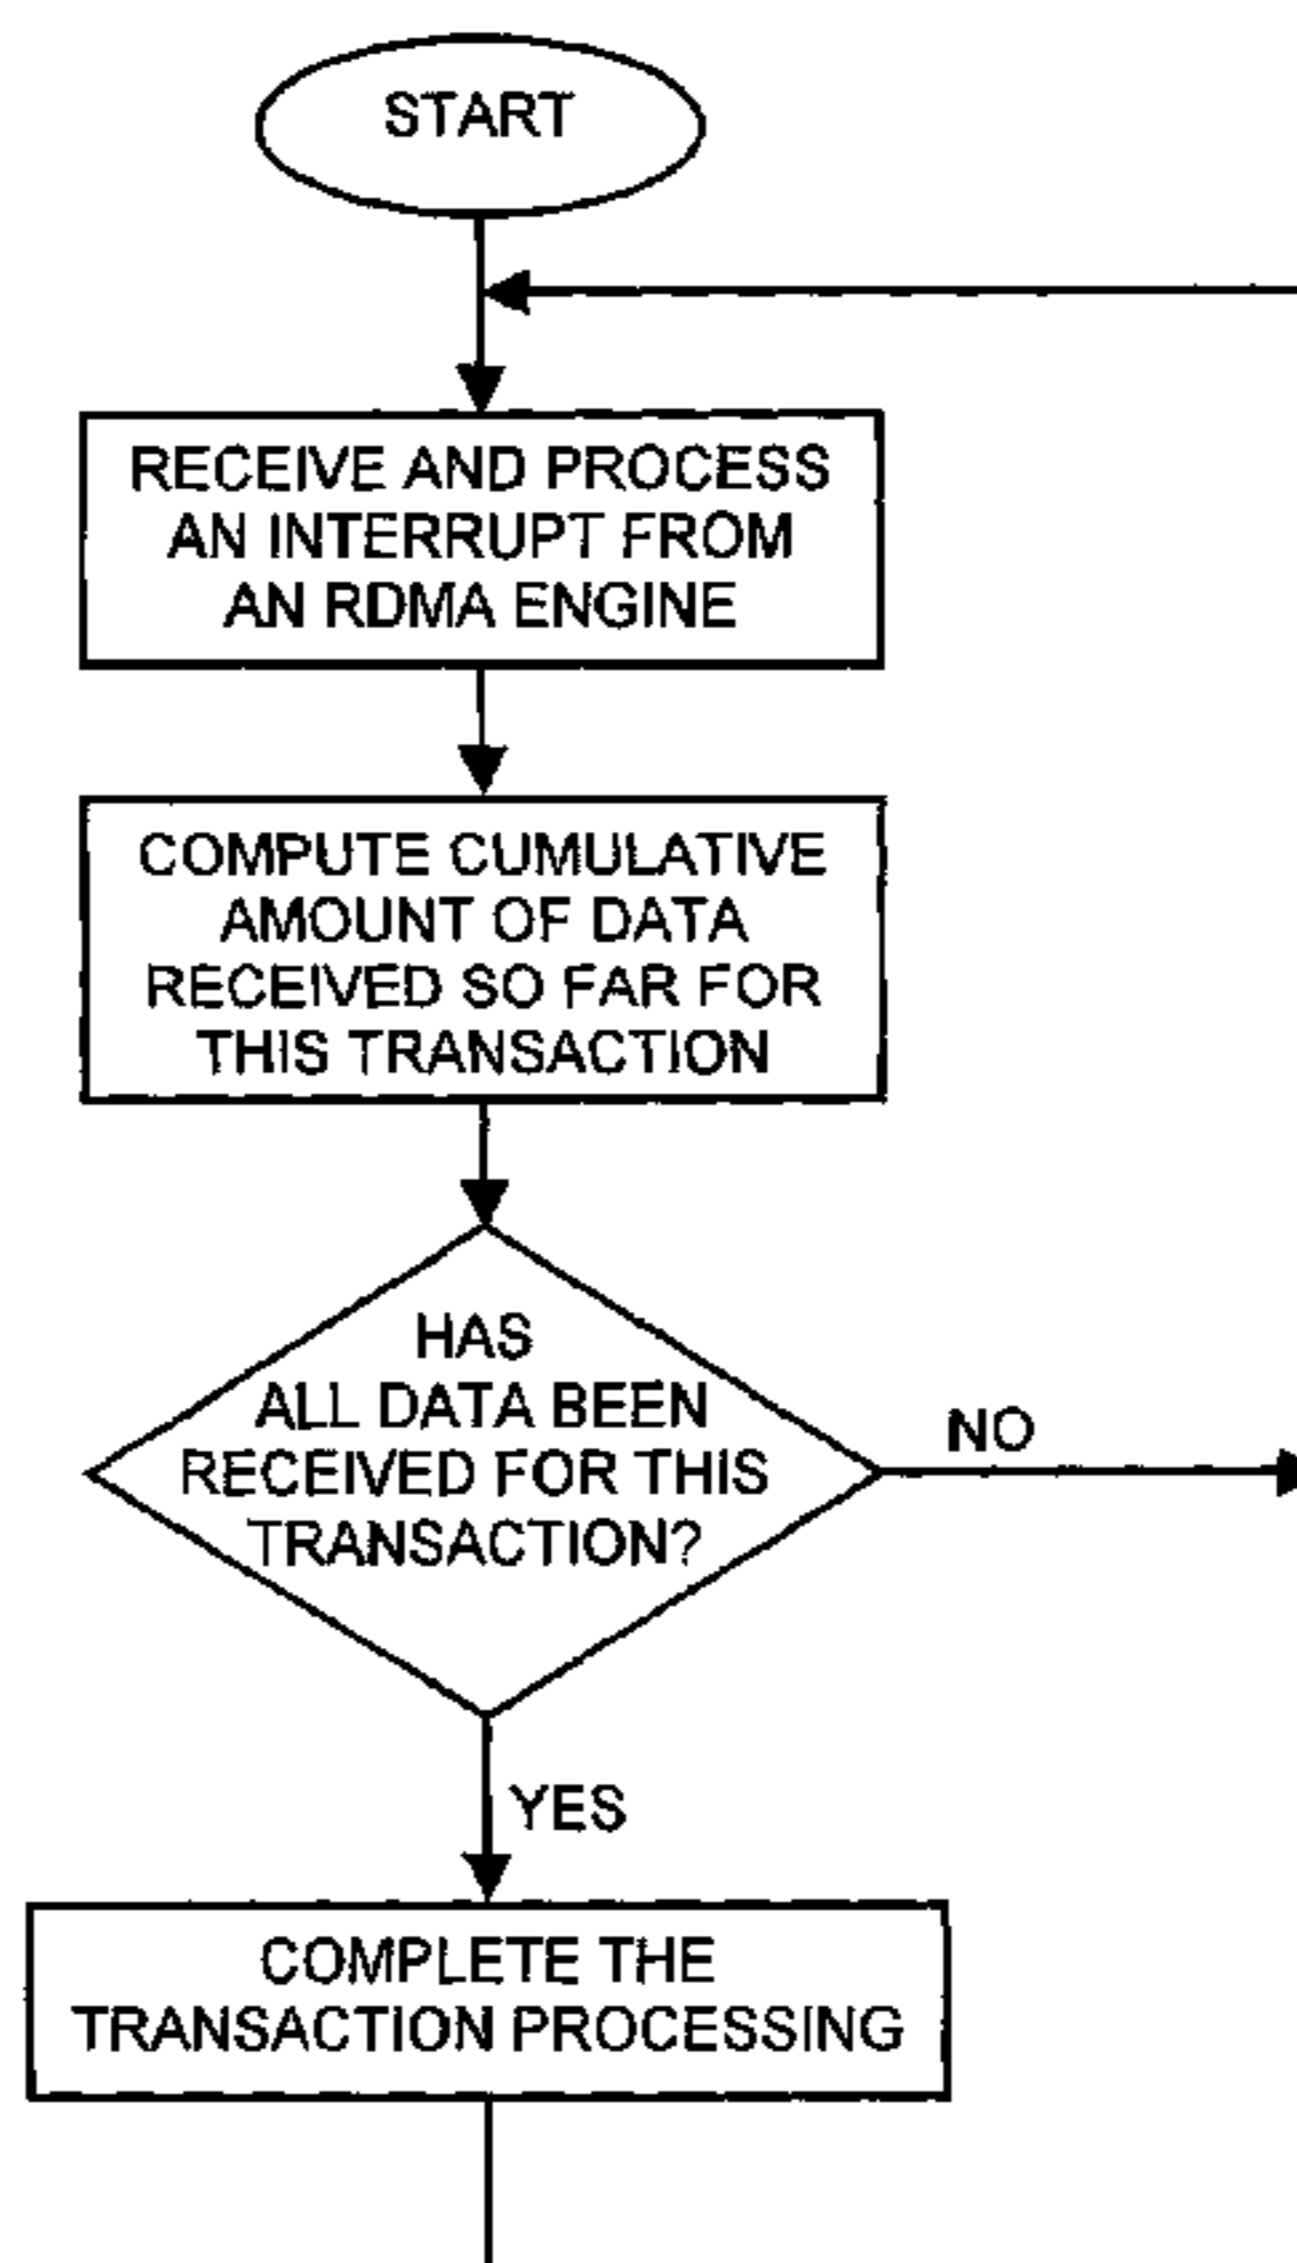 START
RECEIVE AND PROCESS
AN INTERRUPT FROM
AN RDMA ENGINE
COMPUTE CUMULATIVE
AMOUNT OF DATA
RECEIVED SO FAR FOR
THIS TRANSACTION
HAS
ALL DATA BEEN
RECEIVED FOR THIS
TRANSACTION?
NO
YES
COMPLETE THE
TRANSACTION PROCESSING